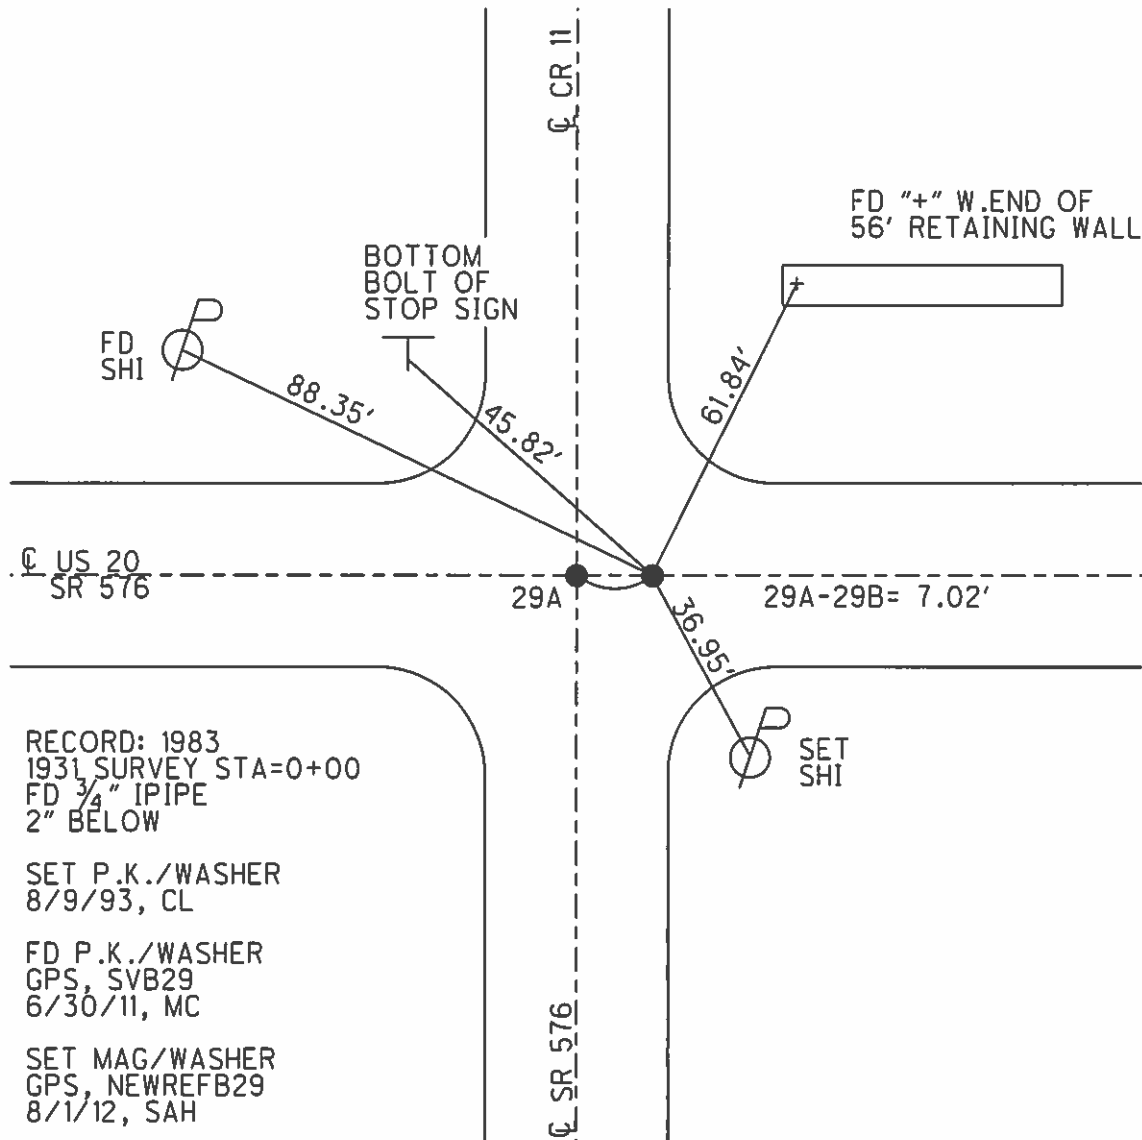 ℄ CR 11
FD "+" W.END OF
56' RETAINING WALL
BOTTOM
BOLT OF
STOP SIGN
FD
SHI
88.35'
45.82'
61.84'
℄ US 20
SR 576
29A
29A-29B= 7.02'
36.95'
SET
SHI
RECORD: 1983
1931 SURVEY STA=0+00
FD 3/4" IPIPE
2" BELOW
SET P.K./WASHER
8/9/93, CL
FD P.K./WASHER
GPS, SVB29
6/30/11, MC
SET MAG/WASHER
GPS, NEWREFB29
8/1/12, SAH
℄ SR 576